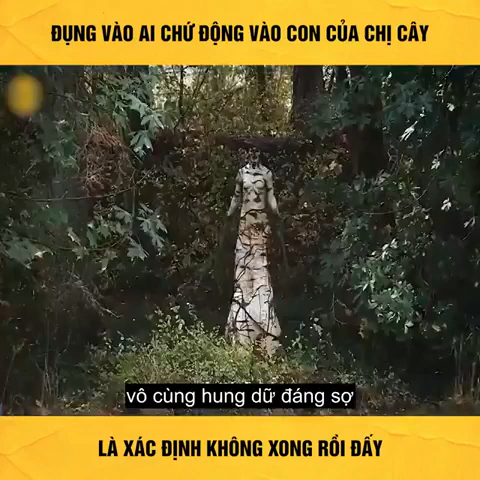 ĐỤNG VÀO AI CHỨ ĐỘNG VÀO CON CỦA CHỊ CÂY
vô cùng hung dữ đáng sợ
LÀ XÁC ĐỊNH KHÔNG XONG RỒI ĐẤY